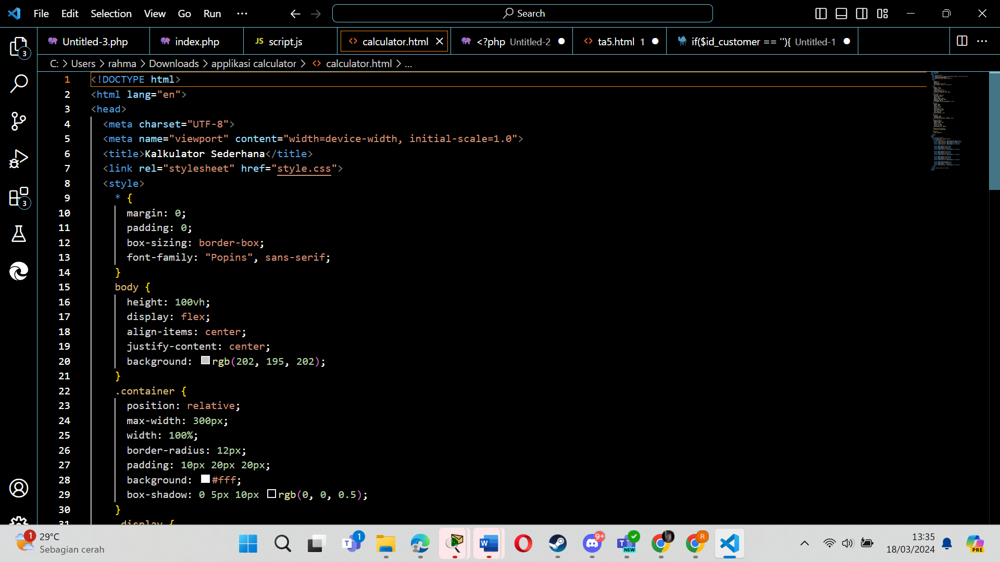 File Edit Selection View Go Run ··· Search
Untitled-3.php index.php JS script.js <> calculator.html <?php Untitled-2 <> ta5.html 1 if($id_customer == ''){ Untitled-1
C: > Users > rahma > Downloads > applikasi calculator > <> calculator.html > ...
1 <!DOCTYPE html>
2 <html lang="en">
3 <head>
4 <meta charset="UTF-8">
5 <meta name="viewport" content="width=device-width, initial-scale=1.0">
6 <title>Kalkulator Sederhana</title>
7 <link rel="stylesheet" href="style.css">
8 <style>
9 * {
10 margin: 0;
11 padding: 0;
12 box-sizing: border-box;
13 font-family: "Popins", sans-serif;
14 }
15 body {
16 height: 100vh;
17 display: flex;
18 align-items: center;
19 justify-content: center;
20 background: rgb(202, 195, 202);
21 }
22 .container {
23 position: relative;
24 max-width: 300px;
25 width: 100%;
26 border-radius: 12px;
27 padding: 10px 20px 20px;
28 background: #fff;
29 box-shadow: 0 5px 10px rgb(0, 0, 0.5);
30 }
31 .display {
3
3
1 29°C
Sebagian cerah
T 1
W
9+
T NEW
R
13:35
18/03/2024
PRE